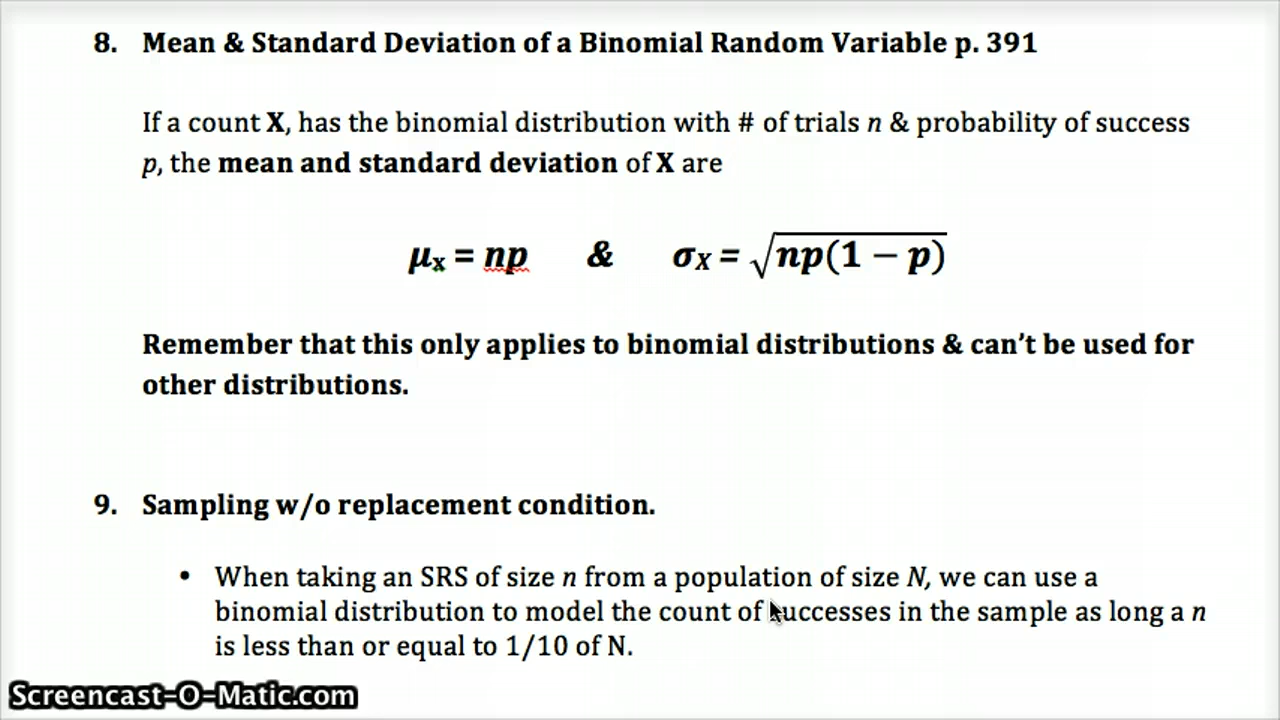 8. Mean & Standard Deviation of a Binomial Random Variable p. 391
If a count X, has the binomial distribution with # of trials n & probability of success
p, the mean and standard deviation of X are
μx = np & σX = √np(1 − p)
Remember that this only applies to binomial distributions & can't be used for
other distributions.
9. Sampling w/o replacement condition.
• When taking an SRS of size n from a population of size N, we can use a
binomial distribution to model the count of successes in the sample as long a n
is less than or equal to 1/10 of N.
Screencast-O-Matic.com